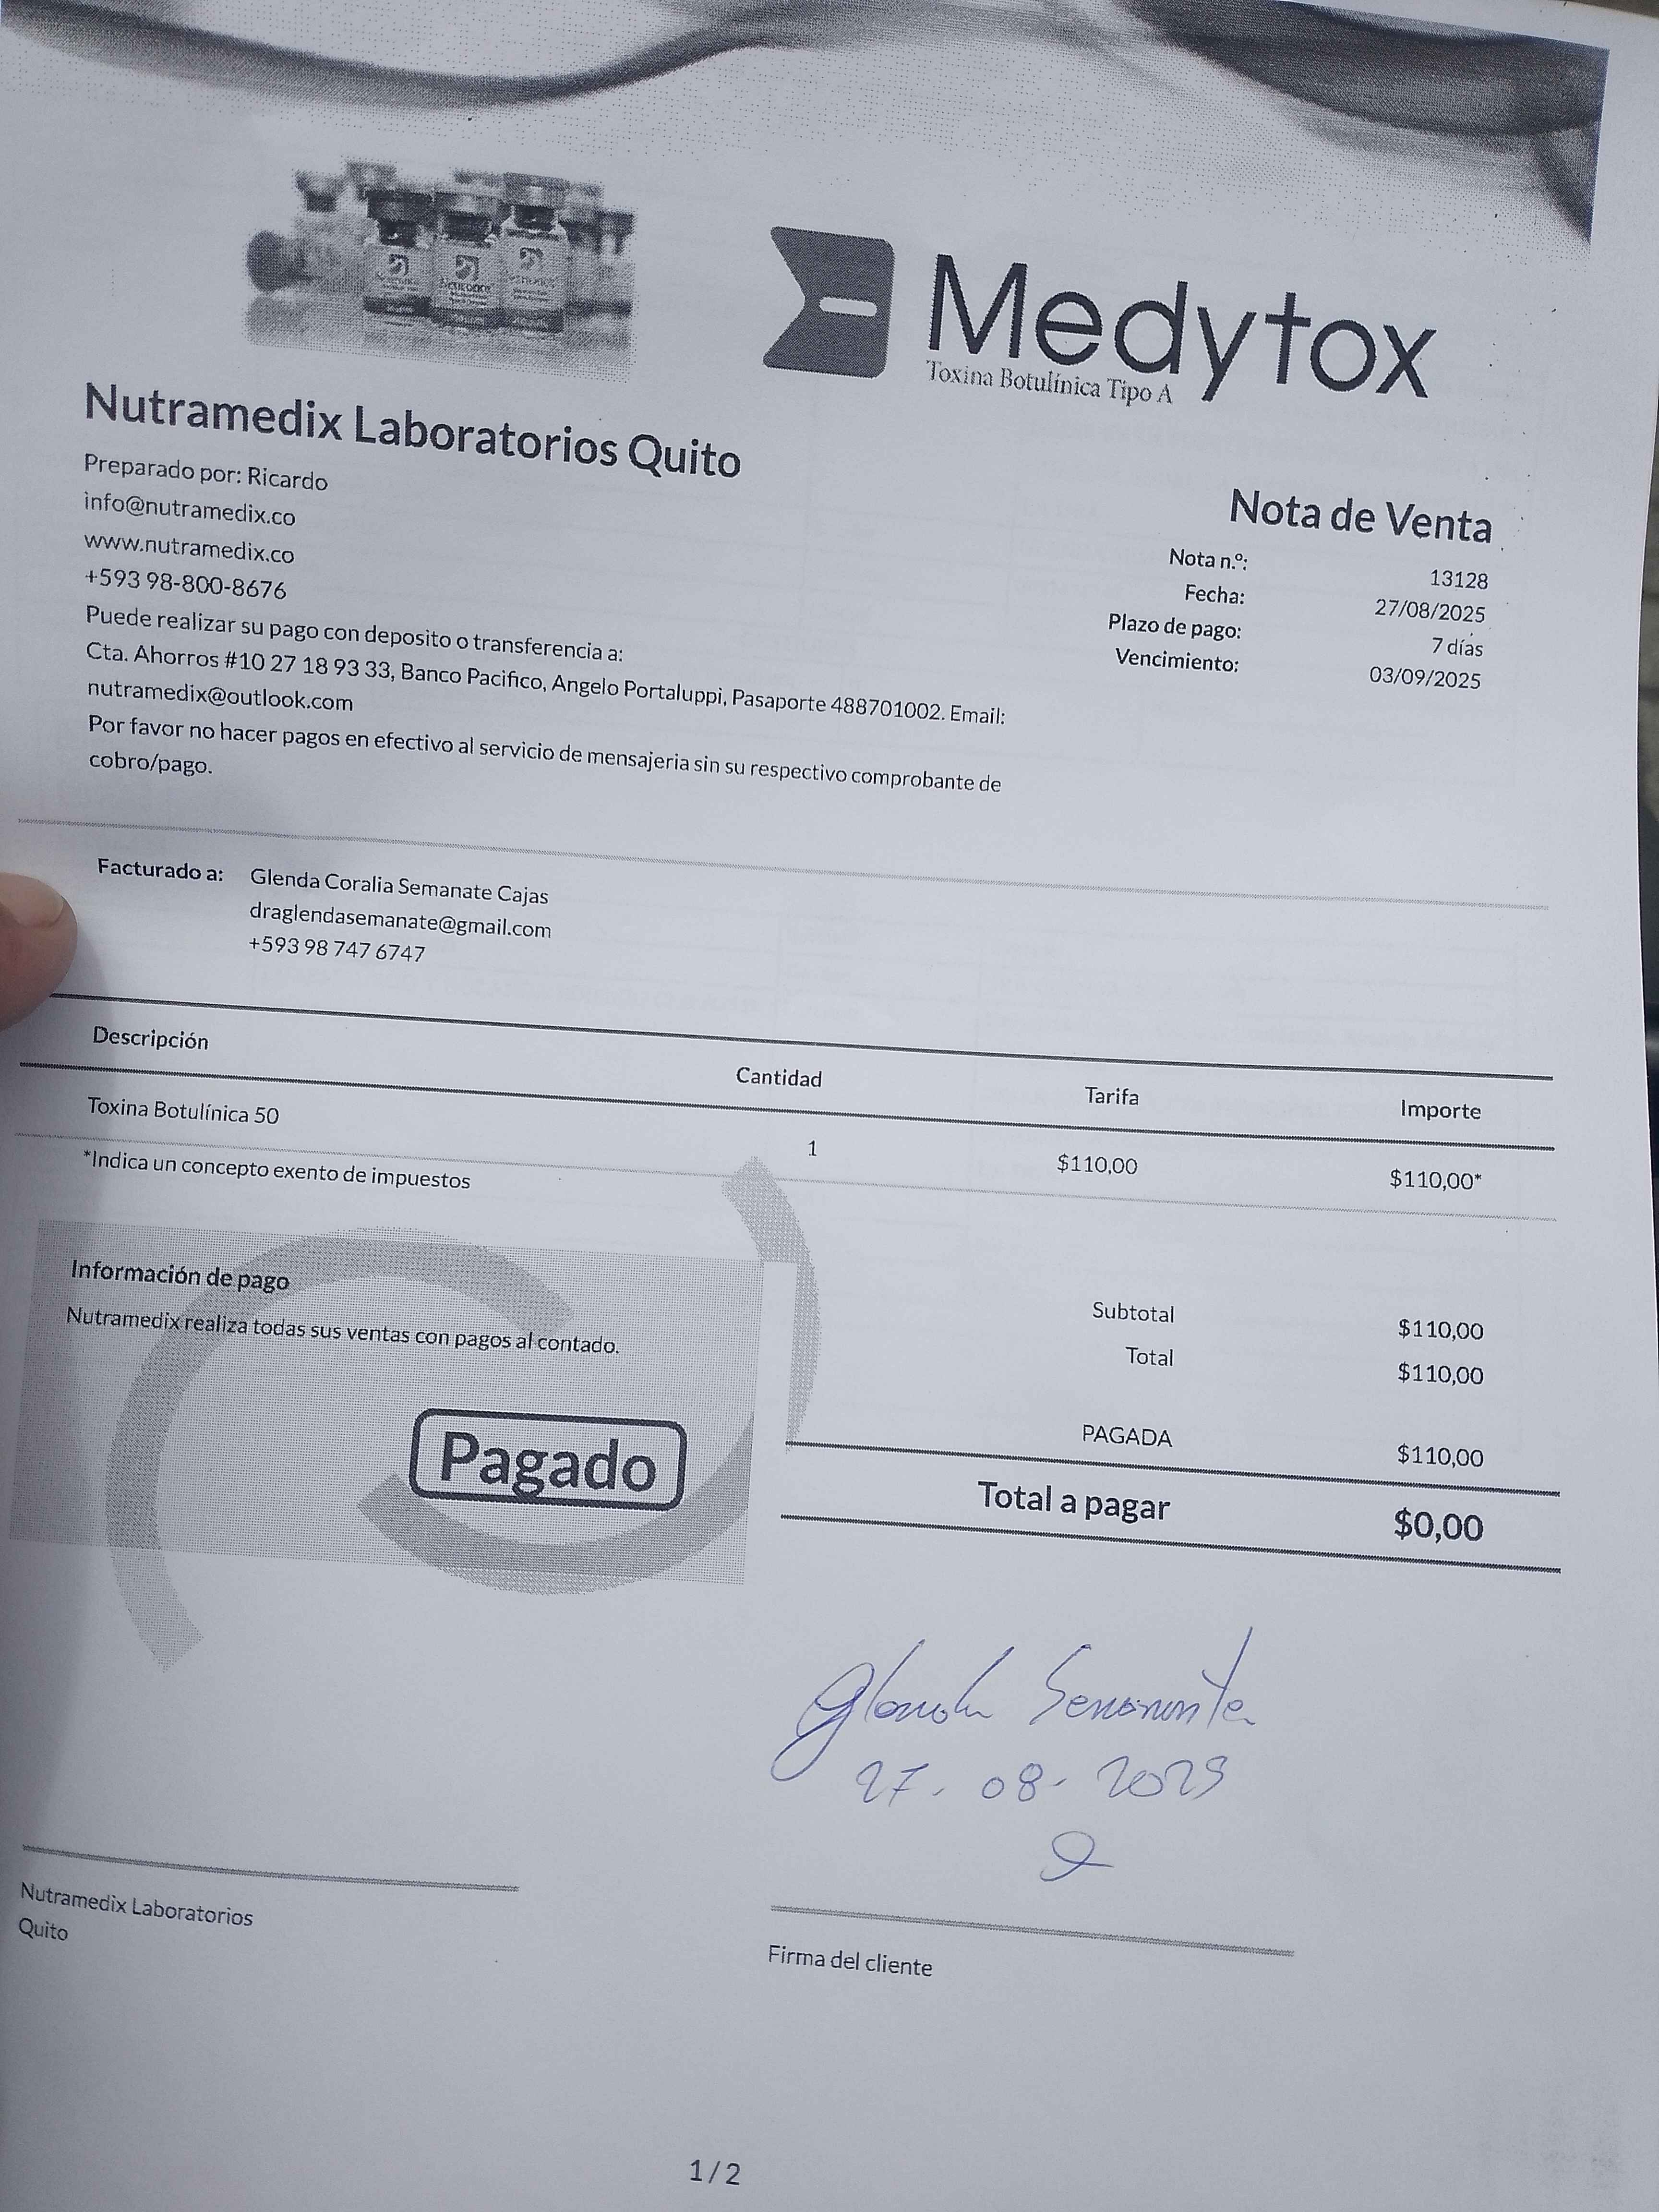 Medytox
Toxina Botulínica Tipo A
Nutramedix Laboratorios Quito
Preparado por: Ricardo
info@nutramedix.co
www.nutramedix.co
+593 98-800-8676
Puede realizar su pago con deposito o transferencia a:
Cta. Ahorros #10 27 18 93 33, Banco Pacifico, Angelo Portaluppi, Pasaporte 488701002. Email:
nutramedix@outlook.com
Por favor no hacer pagos en efectivo al servicio de mensajeria sin su respectivo comprobante de
cobro/pago.
Nota de Venta
Nota n.º: 13128
Fecha: 27/08/2025
Plazo de pago: 7 días
Vencimiento: 03/09/2025
Facturado a: Glenda Coralia Semanate Cajas
draglendasemanate@gmail.com
+593 98 747 6747
Descripción Cantidad Tarifa Importe
Toxina Botulínica 50 1 $110,00 $110,00*
*Indica un concepto exento de impuestos
Información de pago
Nutramedix realiza todas sus ventas con pagos al contado.
Pagado
Subtotal $110,00
Total $110,00
PAGADA $110,00
Total a pagar $0,00
Glenda Semanate
27-08-2025
Nutramedix Laboratorios
Quito
Firma del cliente
1 / 2